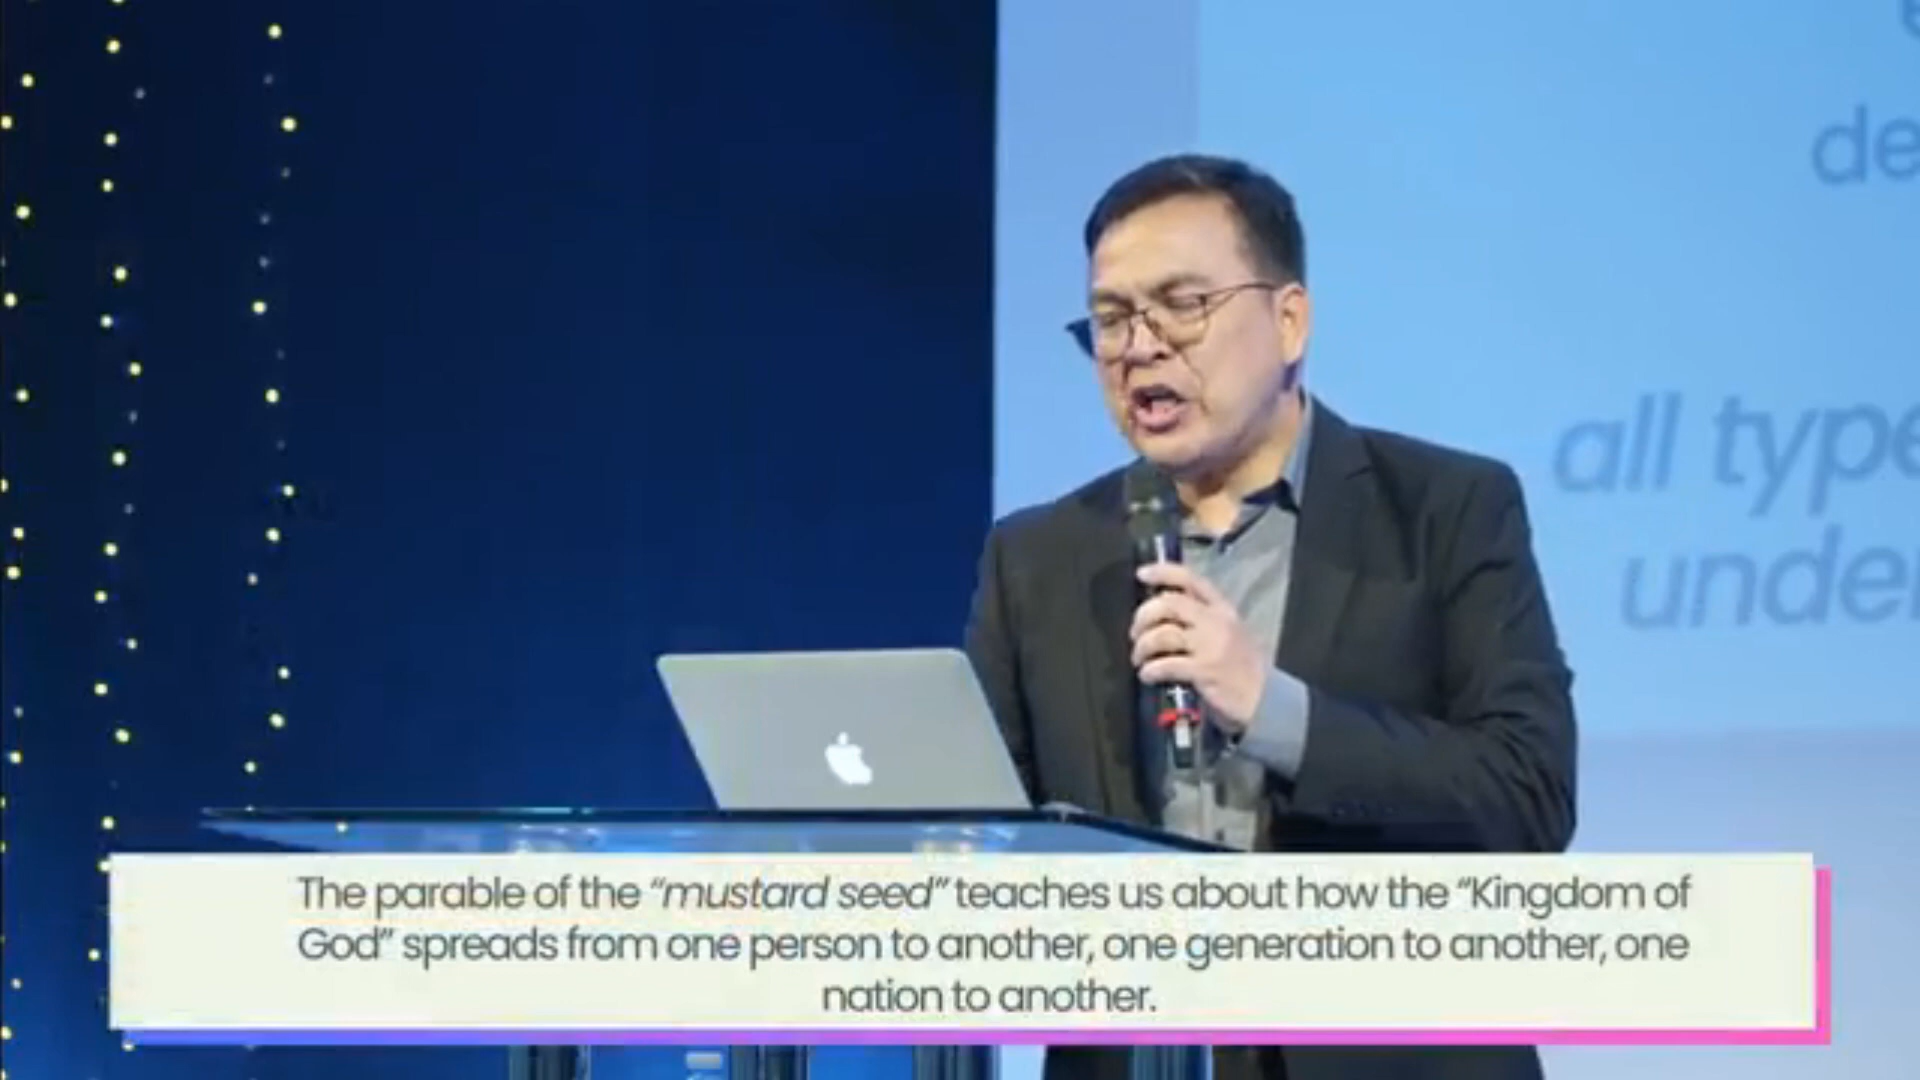 de
all type
under
The parable of the “mustard seed” teaches us about how the “Kingdom of
God” spreads from one person to another, one generation to another, one
nation to another.